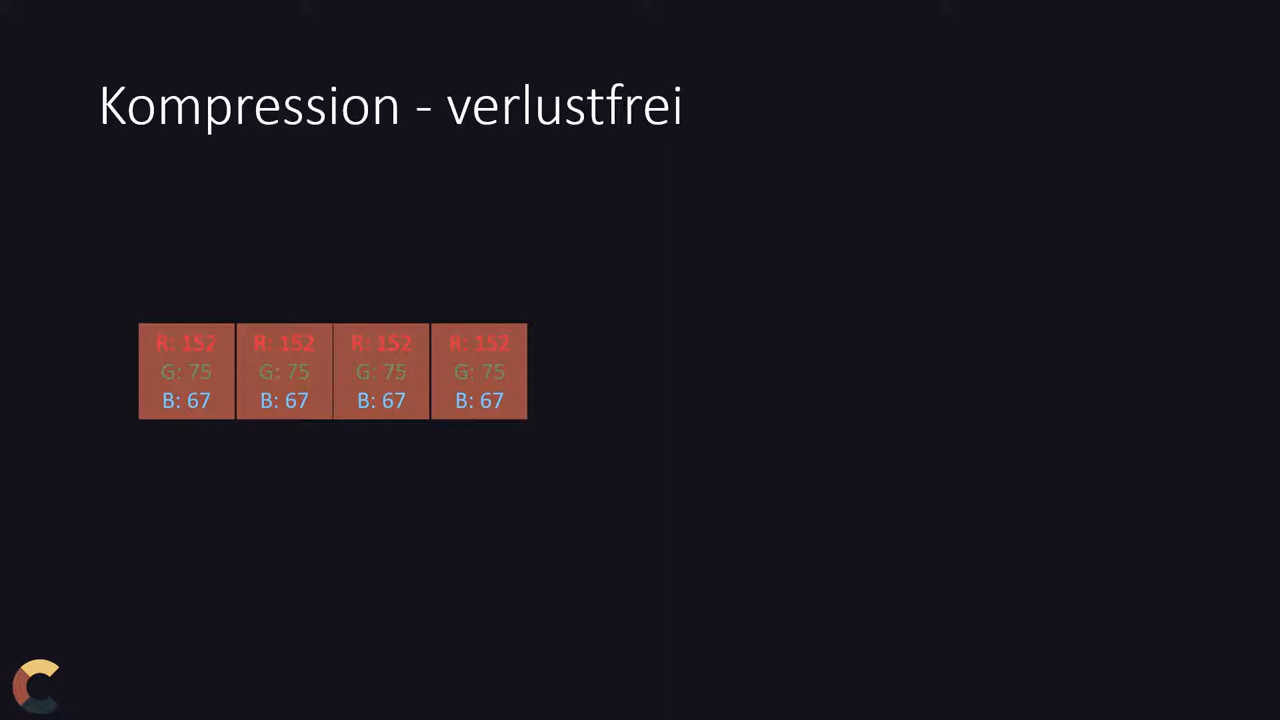 Kompression - verlustfrei
R: 152 R: 152 R: 152 R: 152
G: 75 G: 75 G: 75 G: 75
B: 67 B: 67 B: 67 B: 67